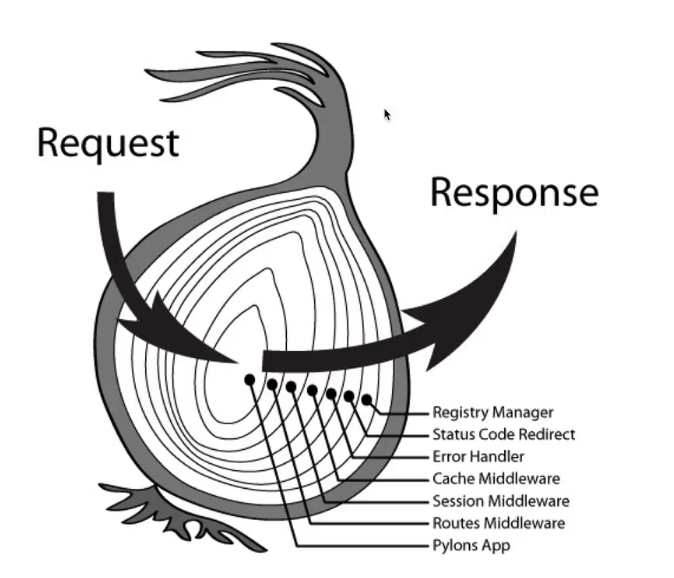 Request
Response
Registry Manager
Status Code Redirect
Error Handler
Cache Middleware
Session Middleware
Routes Middleware
Pylons App